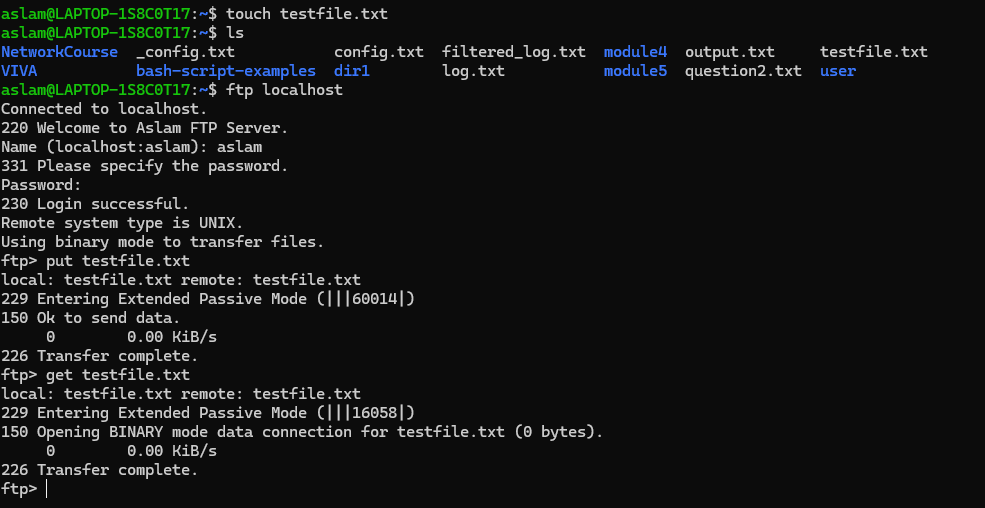 aslam@LAPTOP-1S8C0T17:~$ touch testfile.txt
aslam@LAPTOP-1S8C0T17:~$ ls
NetworkCourse _config.txt config.txt filtered_log.txt module4 output.txt testfile.txt
VIVA bash-script-examples dir1 log.txt module5 question2.txt user
aslam@LAPTOP-1S8C0T17:~$ ftp localhost
Connected to localhost.
220 Welcome to Aslam FTP Server.
Name (localhost:aslam): aslam
331 Please specify the password.
Password:
230 Login successful.
Remote system type is UNIX.
Using binary mode to transfer files.
ftp> put testfile.txt
local: testfile.txt remote: testfile.txt
229 Entering Extended Passive Mode (|||60014|)
150 Ok to send data.
0 0.00 KiB/s
226 Transfer complete.
ftp> get testfile.txt
local: testfile.txt remote: testfile.txt
229 Entering Extended Passive Mode (|||16058|)
150 Opening BINARY mode data connection for testfile.txt (0 bytes).
0 0.00 KiB/s
226 Transfer complete.
ftp>